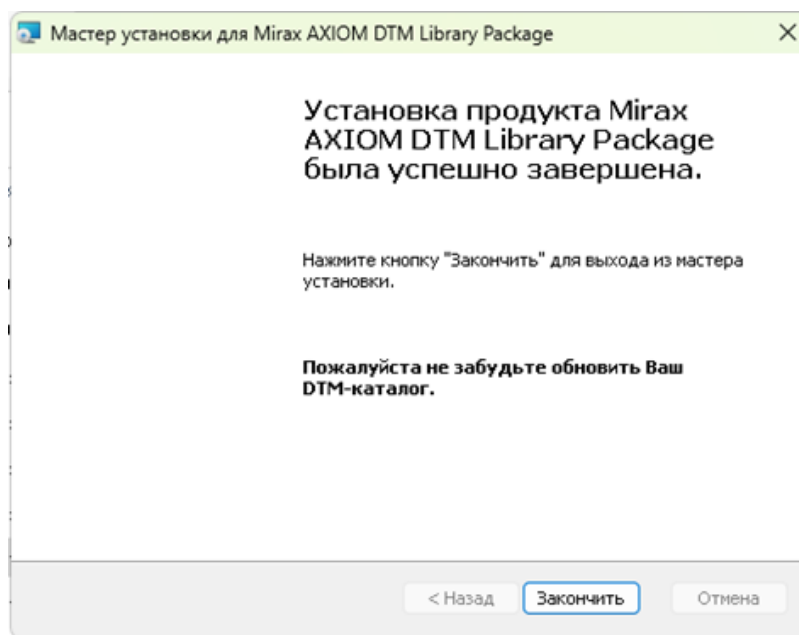 Мастер установки для Mirax AXIOM DTM Library Package
Установка продукта Mirax
AXIOM DTM Library Package
была успешно завершена.
Нажмите кнопку "Закончить" для выхода из мастера
установки.
Пожалуйста не забудьте обновить Ваш
DTM-каталог.
< Назад Закончить Отмена